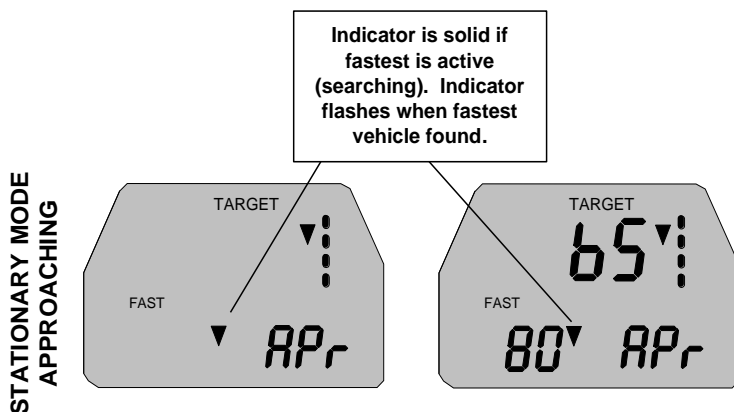 Indicator is solid if
fastest is active
(searching). Indicator
flashes when fastest
vehicle found.
STATIONARY MODE
APPROACHING
TARGET
FAST
APr
TARGET
65
FAST
80 APr